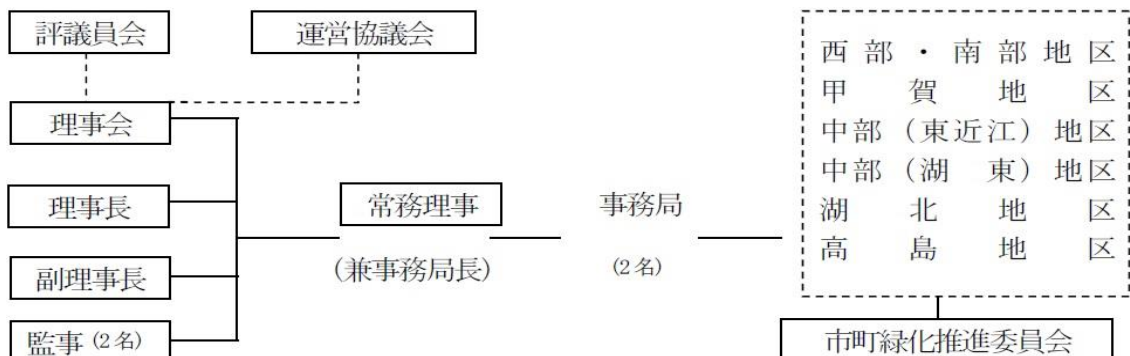 評議員会
運営協議会
理事会
理事長
副理事長
監事 (2名)
常務理事
(兼事務局長)
事務局
(2名)
西部・南部地区
甲賀地区
中部（東近江）地区
中部（湖東）地区
湖北地区
高島地区
市町緑化推進委員会